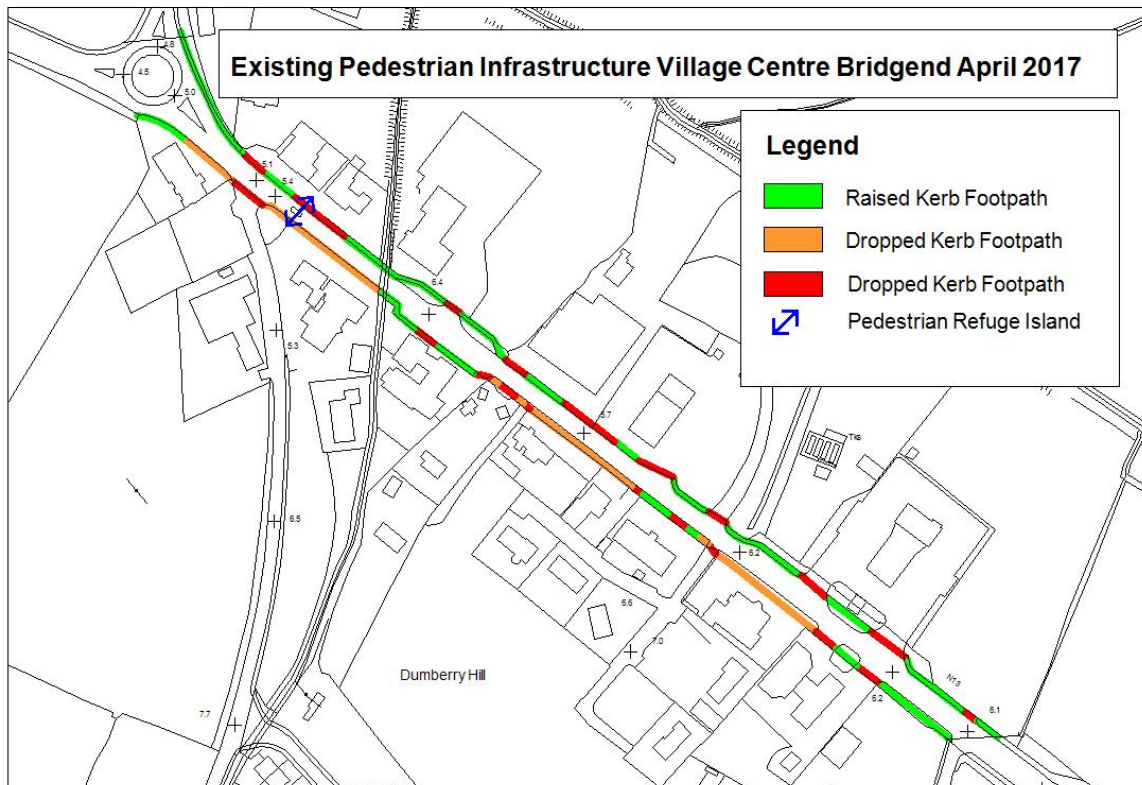 Existing Pedestrian Infrastructure Village Centre Bridgend April 2017
Legend
Raised Kerb Footpath
Dropped Kerb Footpath
Dropped Kerb Footpath
Pedestrian Refuge Island
4.8
4.5
5.0
5.1
5.4
5.4
5.3
5.7
Tks
6.5
6.2
6.6
7.0
Dumberry Hill
N13
6.2
6.1
7.7